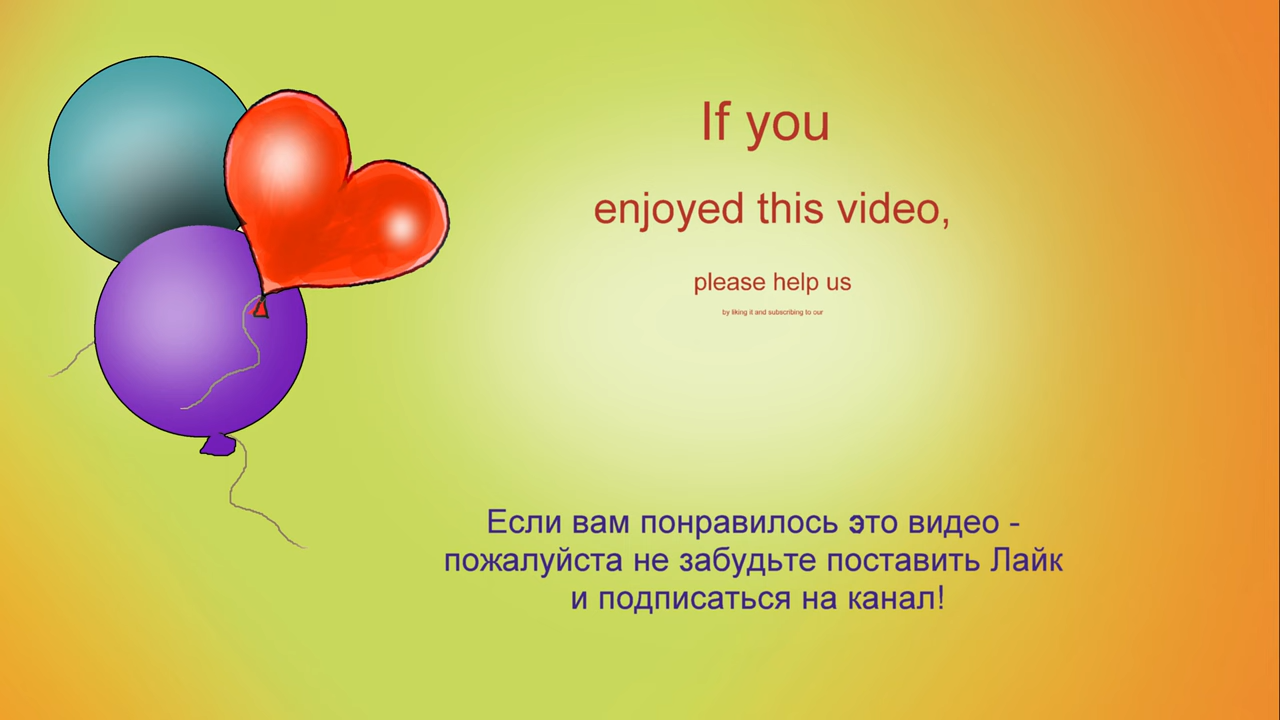 If you
enjoyed this video,
please help us
by liking it and subscribing to our
Если вам понравилось это видео -
пожалуйста не забудьте поставить Лайк
и подписаться на канал!